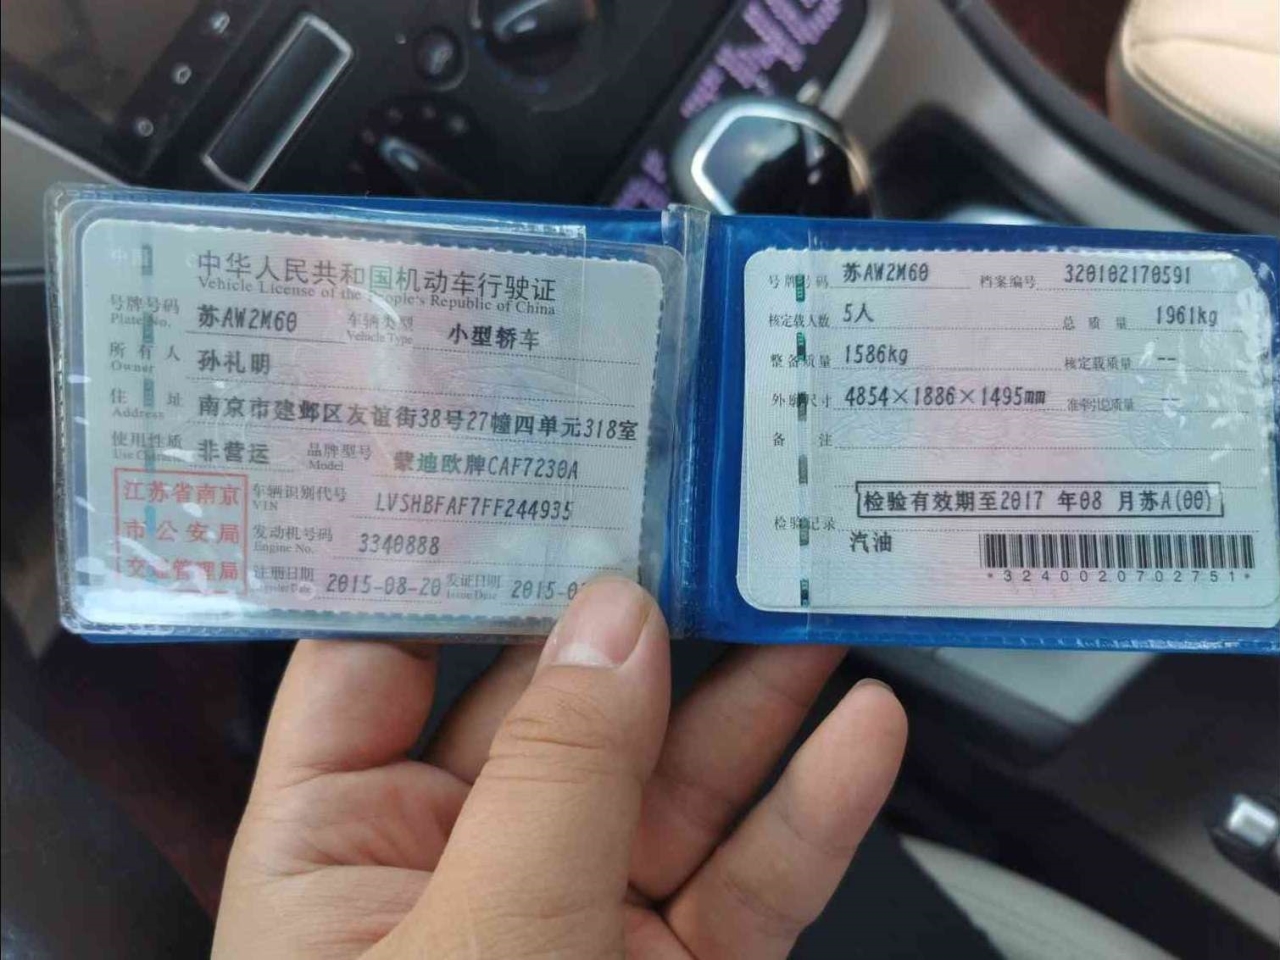 中华人民共和国机动车行驶证
Vehicle License of the People's Republic of China
号牌号码 苏AW2M60 车辆类型 小型轿车
Plate No. Vehicle Type
所有人 孙礼明
Owner
住址 南京市建邺区友谊街38号27幢四单元318室
Address
使用性质 非营运 品牌型号 蒙迪欧牌CAF7230A
Use Character Model
江苏省南京
市公安局
交通管理局
车辆识别代号 LVSHBFAF7FF244935
VIN
发动机号码 3340888
Engine No.
注册日期 2015-08-20 发证日期 2015-0
Register Date Issue Date
号牌号码 苏AW2M60 档案编号 320102170591
核定载人数 5人 总质量 1961kg
整备质量 1586kg 核定载质量 --
外廓尺寸 4854×1886×1495mm 准牵引总质量 --
备注
检验有效期至2017 年08 月苏A(00)
检验记录
汽油
*3240020702751*